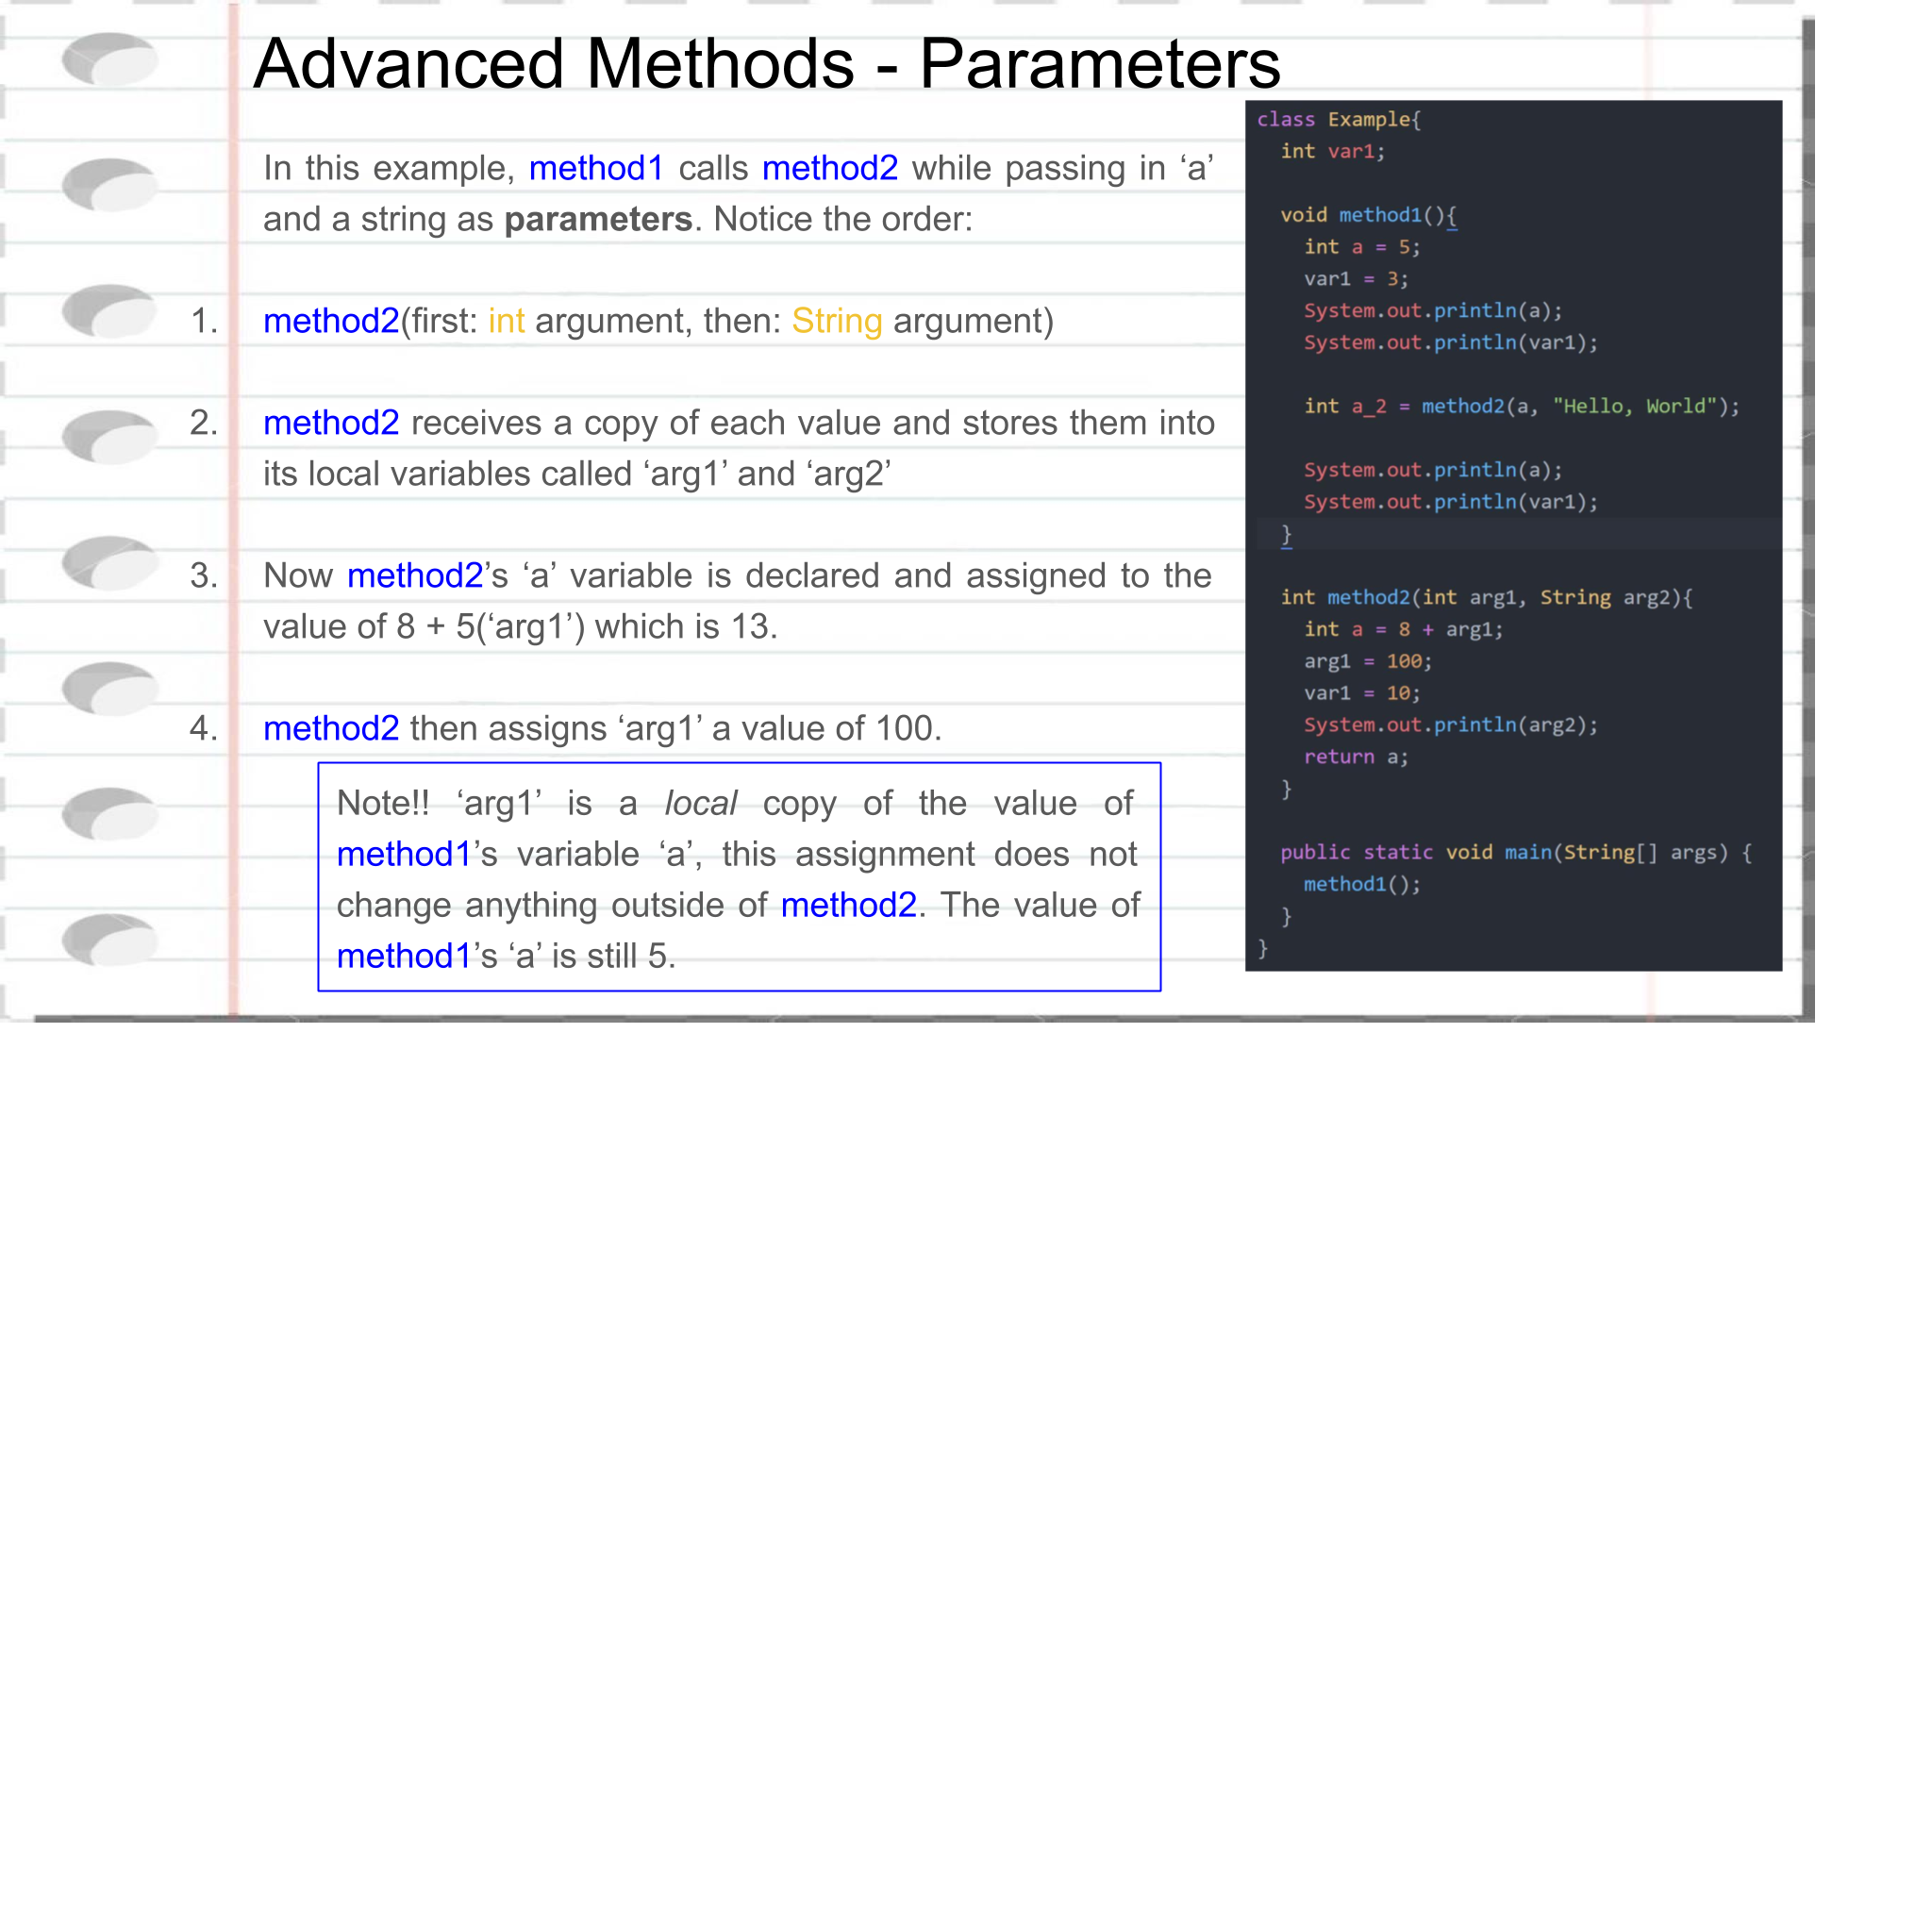 Advanced Methods - Parameters
In this example, method1 calls method2 while passing in ‘a’
and a string as parameters. Notice the order:
1. method2(first: int argument, then: String argument)
2. method2 receives a copy of each value and stores them into
its local variables called ‘arg1’ and ‘arg2’
3. Now method2’s ‘a’ variable is declared and assigned to the
value of 8 + 5(‘arg1’) which is 13.
4. method2 then assigns ‘arg1’ a value of 100.
Note!! ‘arg1’ is a local copy of the value of
method1’s variable ‘a’, this assignment does not
change anything outside of method2. The value of
method1’s ‘a’ is still 5.
class Example{
int var1;
void method1(){
int a = 5;
var1 = 3;
System.out.println(a);
System.out.println(var1);
int a_2 = method2(a, "Hello, World");
System.out.println(a);
System.out.println(var1);
}
int method2(int arg1, String arg2){
int a = 8 + arg1;
arg1 = 100;
var1 = 10;
System.out.println(arg2);
return a;
}
public static void main(String[] args) {
method1();
}
}